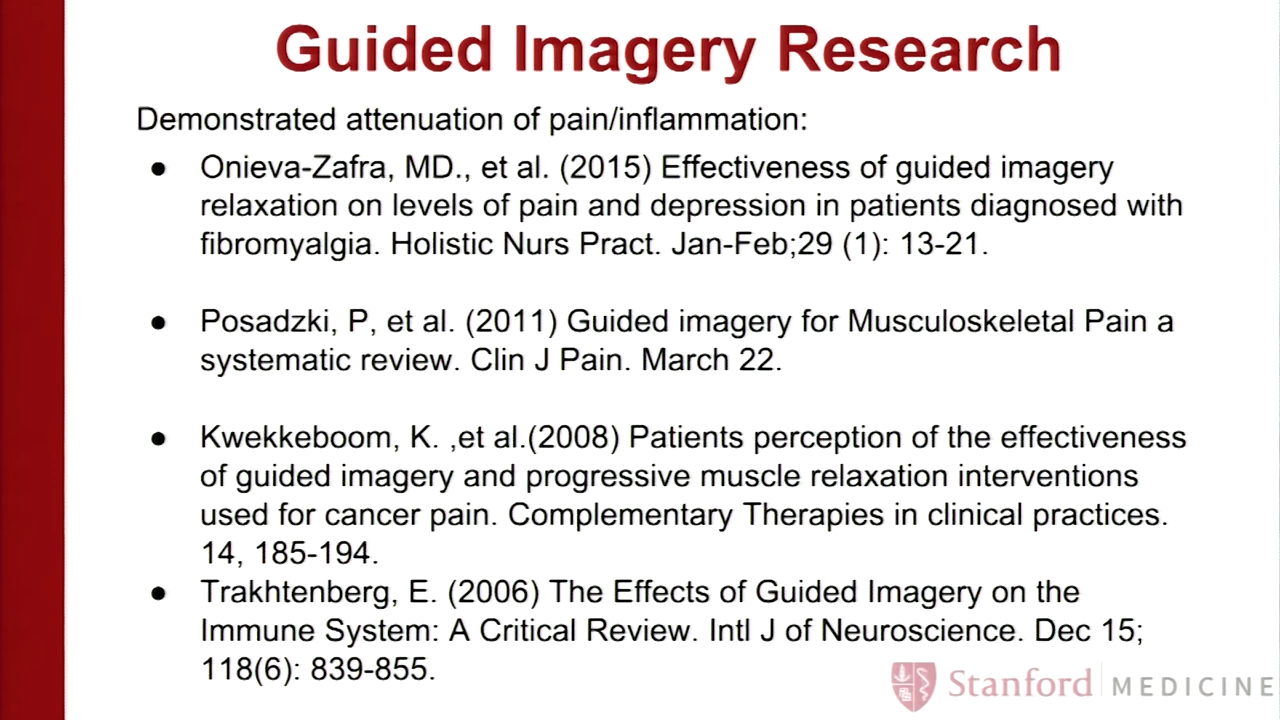 Guided Imagery Research
Demonstrated attenuation of pain/inflammation:
● Onieva-Zafra, MD., et al. (2015) Effectiveness of guided imagery
relaxation on levels of pain and depression in patients diagnosed with
fibromyalgia. Holistic Nurs Pract. Jan-Feb;29 (1): 13-21.
● Posadzki, P, et al. (2011) Guided imagery for Musculoskeletal Pain a
systematic review. Clin J Pain. March 22.
● Kwekkeboom, K. ,et al.(2008) Patients perception of the effectiveness
of guided imagery and progressive muscle relaxation interventions
used for cancer pain. Complementary Therapies in clinical practices.
14, 185-194.
● Trakhtenberg, E. (2006) The Effects of Guided Imagery on the
Immune System: A Critical Review. Intl J of Neuroscience. Dec 15;
118(6): 839-855.
Stanford MEDICINE